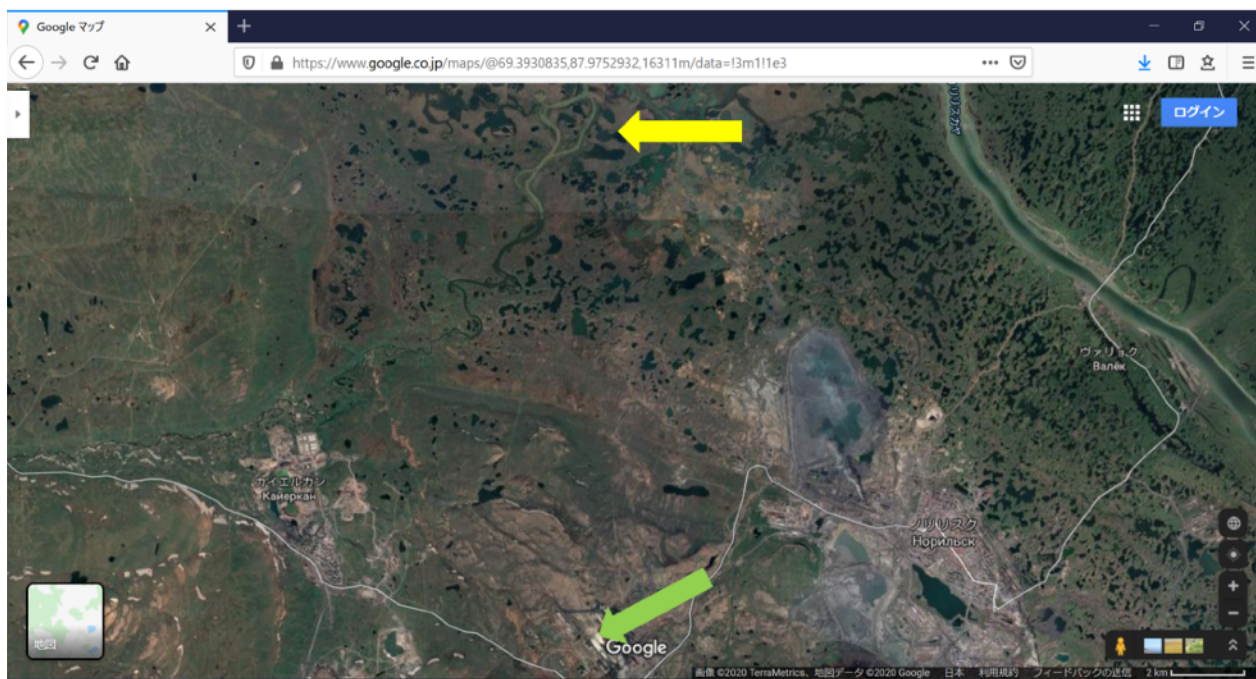 Google マップ
https://www.google.co.jp/maps/@69.3930835,87.9752932,16311m/data=!3m1!1e3
ログイン
ヴァリョク
Валёк
カイエルカン
Кайеркан
ノリリスク
Норильск
地図
Google
画像 ©2020 TerraMetrics、地図データ ©2020 Google 日本 利用規約 フィードバックの送信 2 km